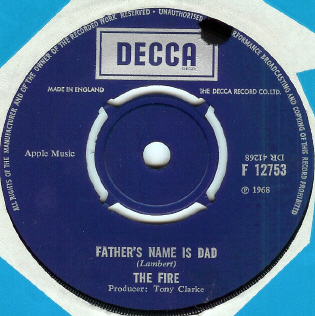 ALL RIGHTS OF THE MANUFACTURER AND OF THE OWNER OF THE RECORDED WORK RESERVED · UNAUTHORISED PERFORMANCE BROADCASTING AND COPYING OF THIS RECORD PROHIBITED
DECCA
MADE IN ENGLAND
THE DECCA RECORD CO. LTD.
Apple Music
DR 41268
F 12753
℗ 1968
FATHER'S NAME IS DAD
(Lambert)
THE FIRE
Producer: Tony Clarke